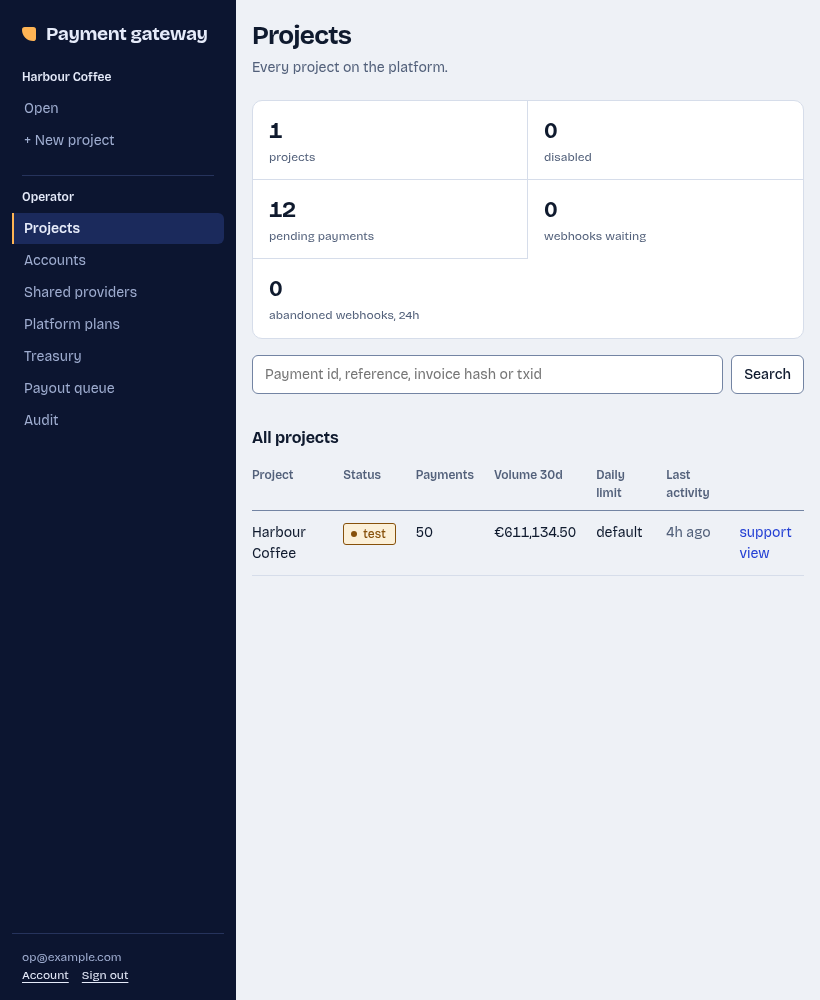 Payment gateway
Harbour Coffee
Open
+ New project
Operator
Projects
Accounts
Shared providers
Platform plans
Treasury
Payout queue
Audit
op@example.com
Account Sign out
Projects
Every project on the platform.
1
projects
0
disabled
12
pending payments
0
webhooks waiting
0
abandoned webhooks, 24h
Payment id, reference, invoice hash or txid
Search
All projects
Project Status Payments Volume 30d Daily limit Last activity
Harbour Coffee test 50 €611,134.50 default 4h ago support view